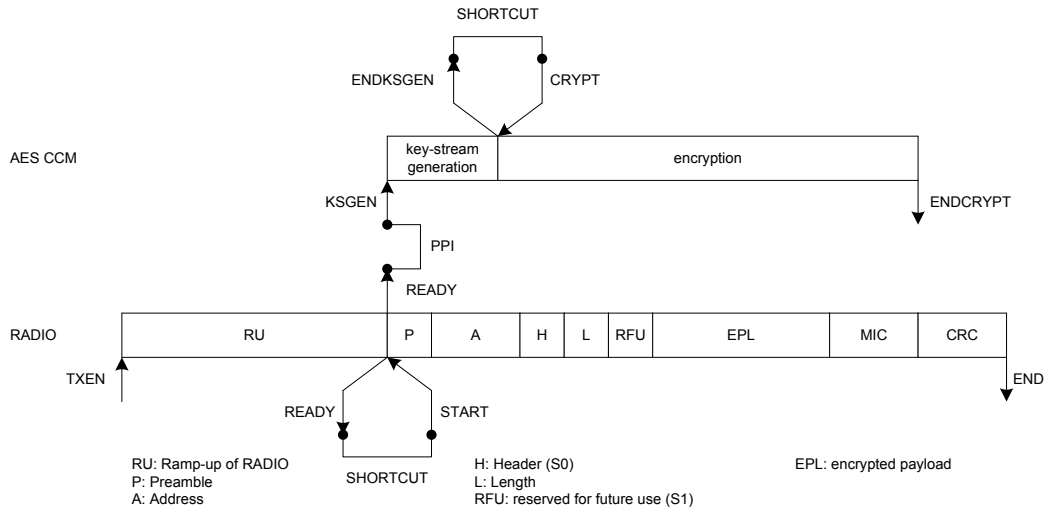 SHORTCUT
ENDKSGEN
CRYPT
AES CCM
key-stream
generation
encryption
KSGEN
ENDCRYPT
PPI
READY
RADIO
RU
P
A
H
L
RFU
EPL
MIC
CRC
TXEN
END
READY
START
SHORTCUT
RU: Ramp-up of RADIO
P: Preamble
A: Address
H: Header (S0)
L: Length
RFU: reserved for future use (S1)
EPL: encrypted payload